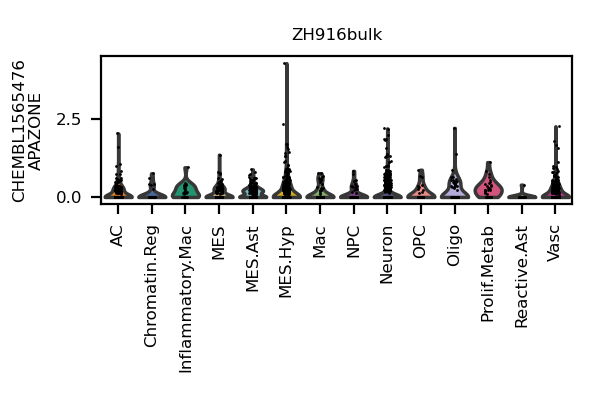 ZH916bulk
CHEMBL1565476
APAZONE
2.5
0.0
AC
Chromatin.Reg
Inflammatory.Mac
MES
MES.Ast
MES.Hyp
Mac
NPC
Neuron
OPC
Oligo
Prolif.Metab
Reactive.Ast
Vasc